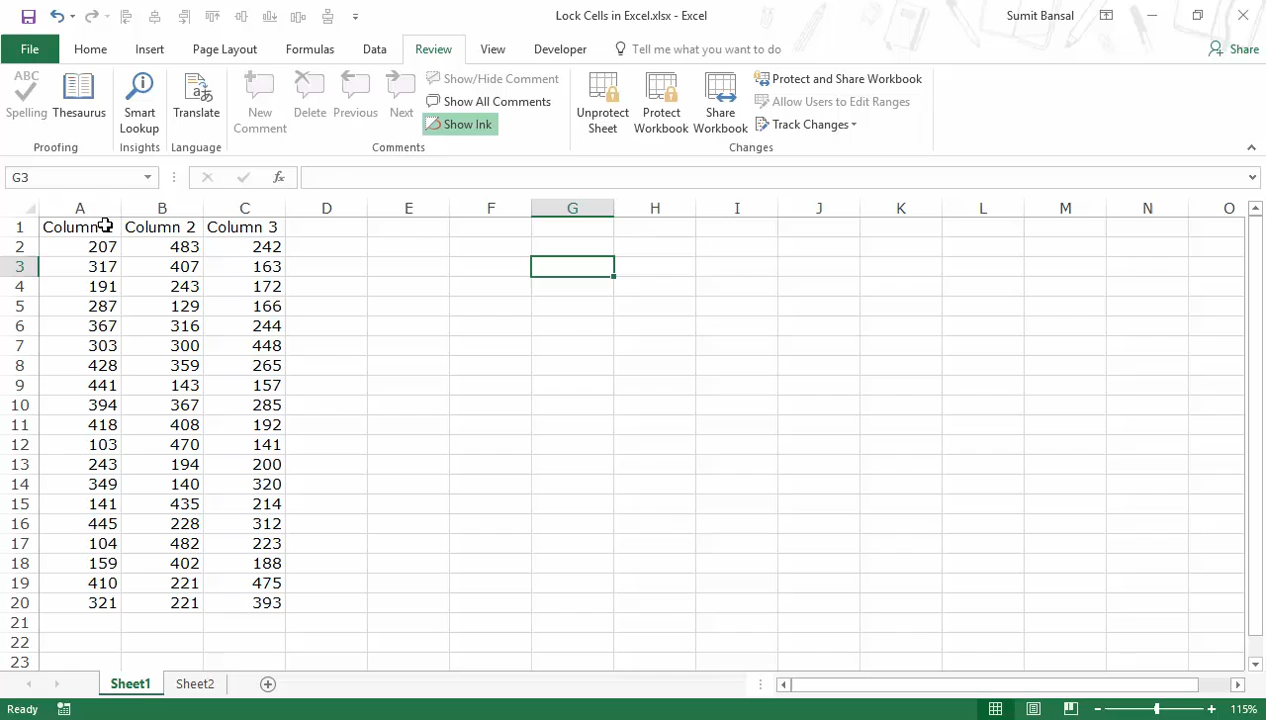 Lock Cells in Excel.xlsx - Excel
Sumit Bansal
File Home Insert Page Layout Formulas Data Review View Developer Tell me what you want to do Share
ABC
Spelling
Thesaurus
Proofing
Smart
Lookup
Insights
Translate
Language
New
Comment
Delete
Previous
Next
Show/Hide Comment
Show All Comments
Show Ink
Comments
Unprotect
Sheet
Protect
Workbook
Share
Workbook
Protect and Share Workbook
Allow Users to Edit Ranges
Track Changes
Changes
G3 fx
A B C D E F G H I J K L M N O
1 Column Column 2 Column 3
2 207 483 242
3 317 407 163
4 191 243 172
5 287 129 166
6 367 316 244
7 303 300 448
8 428 359 265
9 441 143 157
10 394 367 285
11 418 408 192
12 103 470 141
13 243 194 200
14 349 140 320
15 141 435 214
16 445 228 312
17 104 482 223
18 159 402 188
19 410 221 475
20 321 221 393
21
22
23
Sheet1 Sheet2
Ready 115%